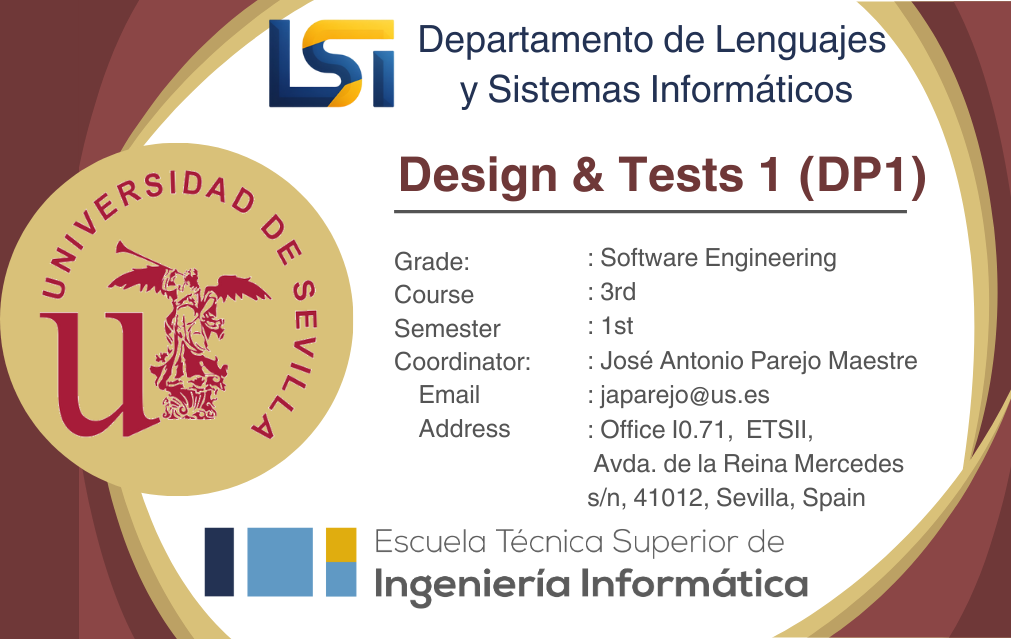 LSI
Departamento de Lenguajes
y Sistemas Informáticos
Design & Tests 1 (DP1)
UNIVERSIDAD DE SEVILLA
u
Grade: : Software Engineering
Course : 3rd
Semester : 1st
Coordinator: : José Antonio Parejo Maestre
Email : japarejo@us.es
Address : Office I0.71, ETSII,
Avda. de la Reina Mercedes
s/n, 41012, Sevilla, Spain
Escuela Técnica Superior de
Ingeniería Informática